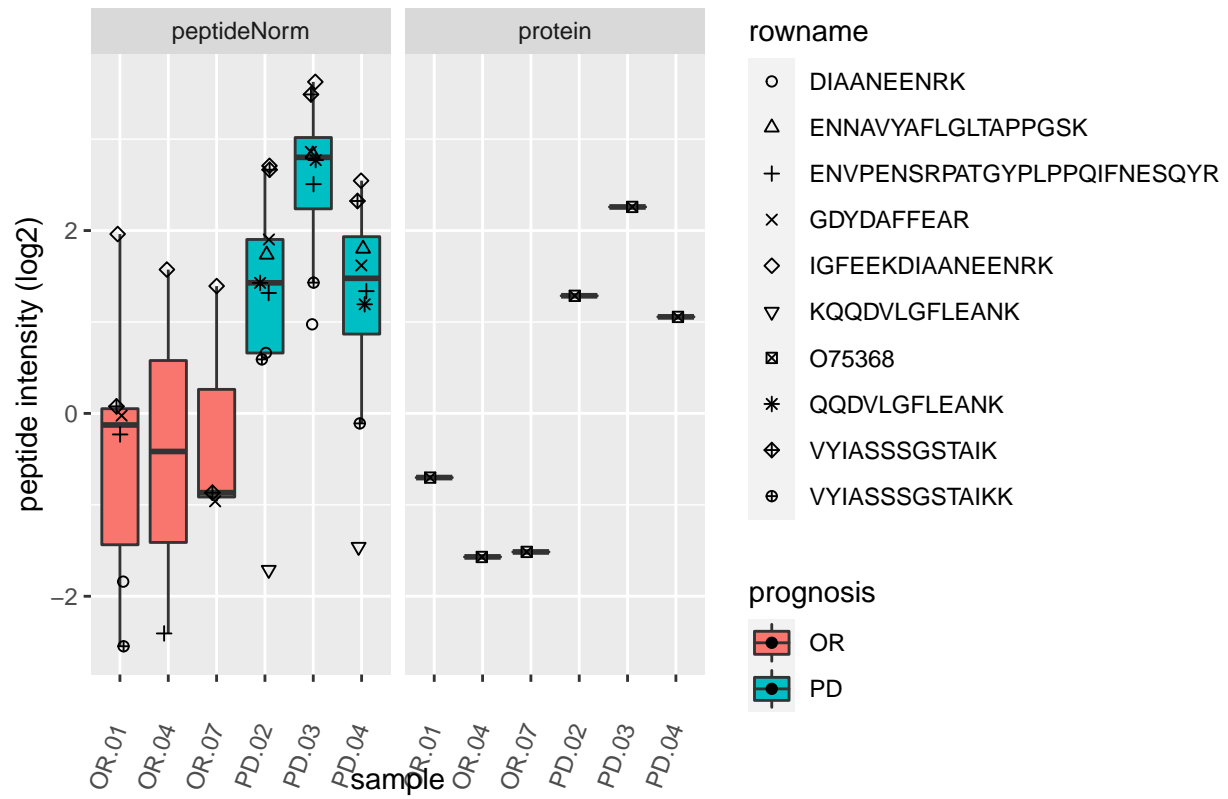 peptideNorm
protein
peptide intensity (log2)
2
0
−2
OR.01
OR.04
OR.07
PD.02
PD.03
PD.04
OR.01
OR.04
OR.07
PD.02
PD.03
PD.04
sample
rowname
DIAANEENRK
ENNAVYAFLGLTAPPGSK
ENVPENSRPATGYPLPPQIFNESQYR
GDYDAFFEAR
IGFEEKDIAANEENRK
KQQDVLGFLEANK
O75368
QQDVLGFLEANK
VYIASSSGSTAIK
VYIASSSGSTAIKK
prognosis
OR
PD